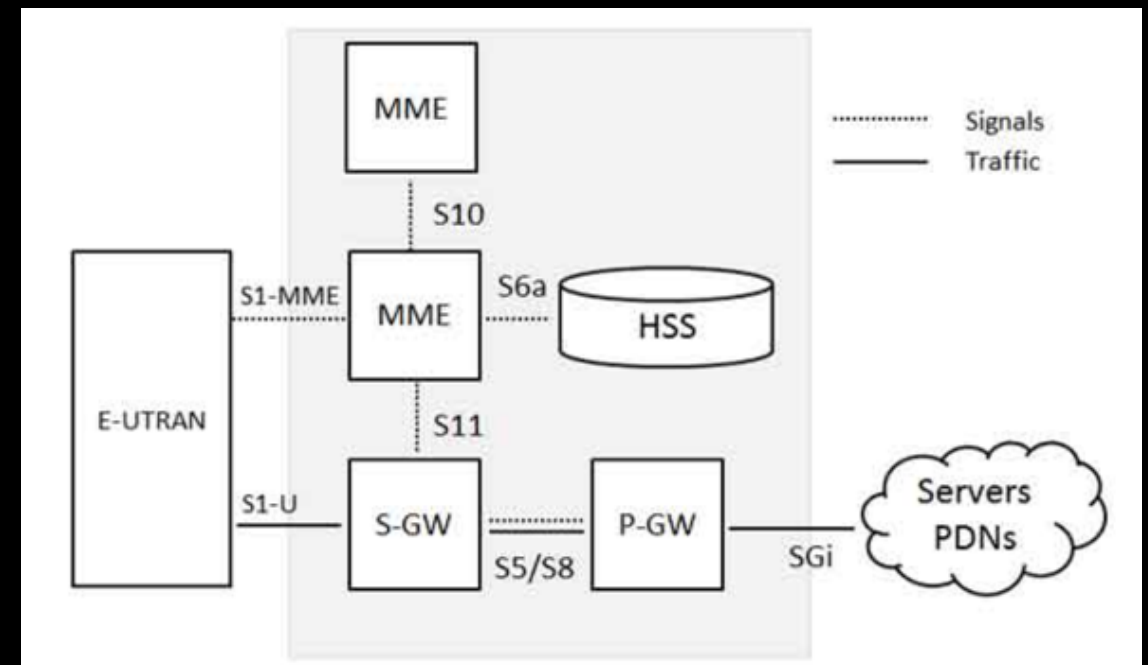 MME
Signals
Traffic
S10
S1-MME
MME
S6a
HSS
E-UTRAN
S11
S1-U
S-GW
S5/S8
P-GW
SGi
Servers
PDNs